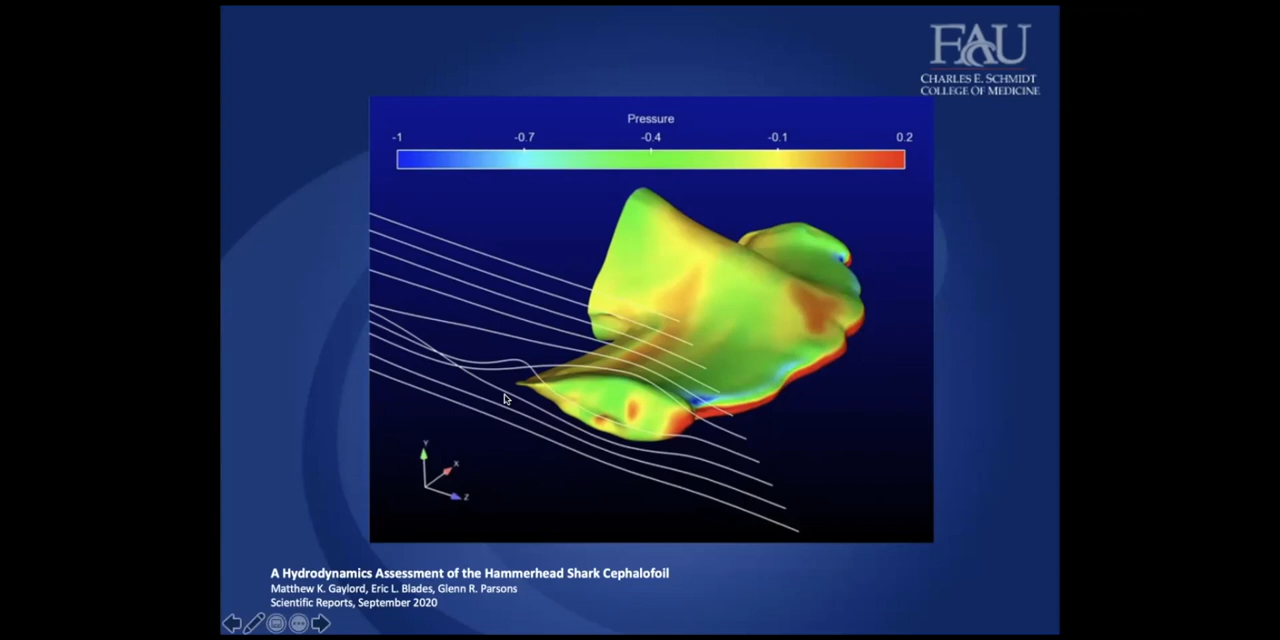 FAU
CHARLES E. SCHMIDT
COLLEGE OF MEDICINE
Pressure
-1 -0.7 -0.4 -0.1 0.2
Y
X
Z
A Hydrodynamics Assessment of the Hammerhead Shark Cephalofoil
Matthew K. Gaylord, Eric L. Blades, Glenn R. Parsons
Scientific Reports, September 2020